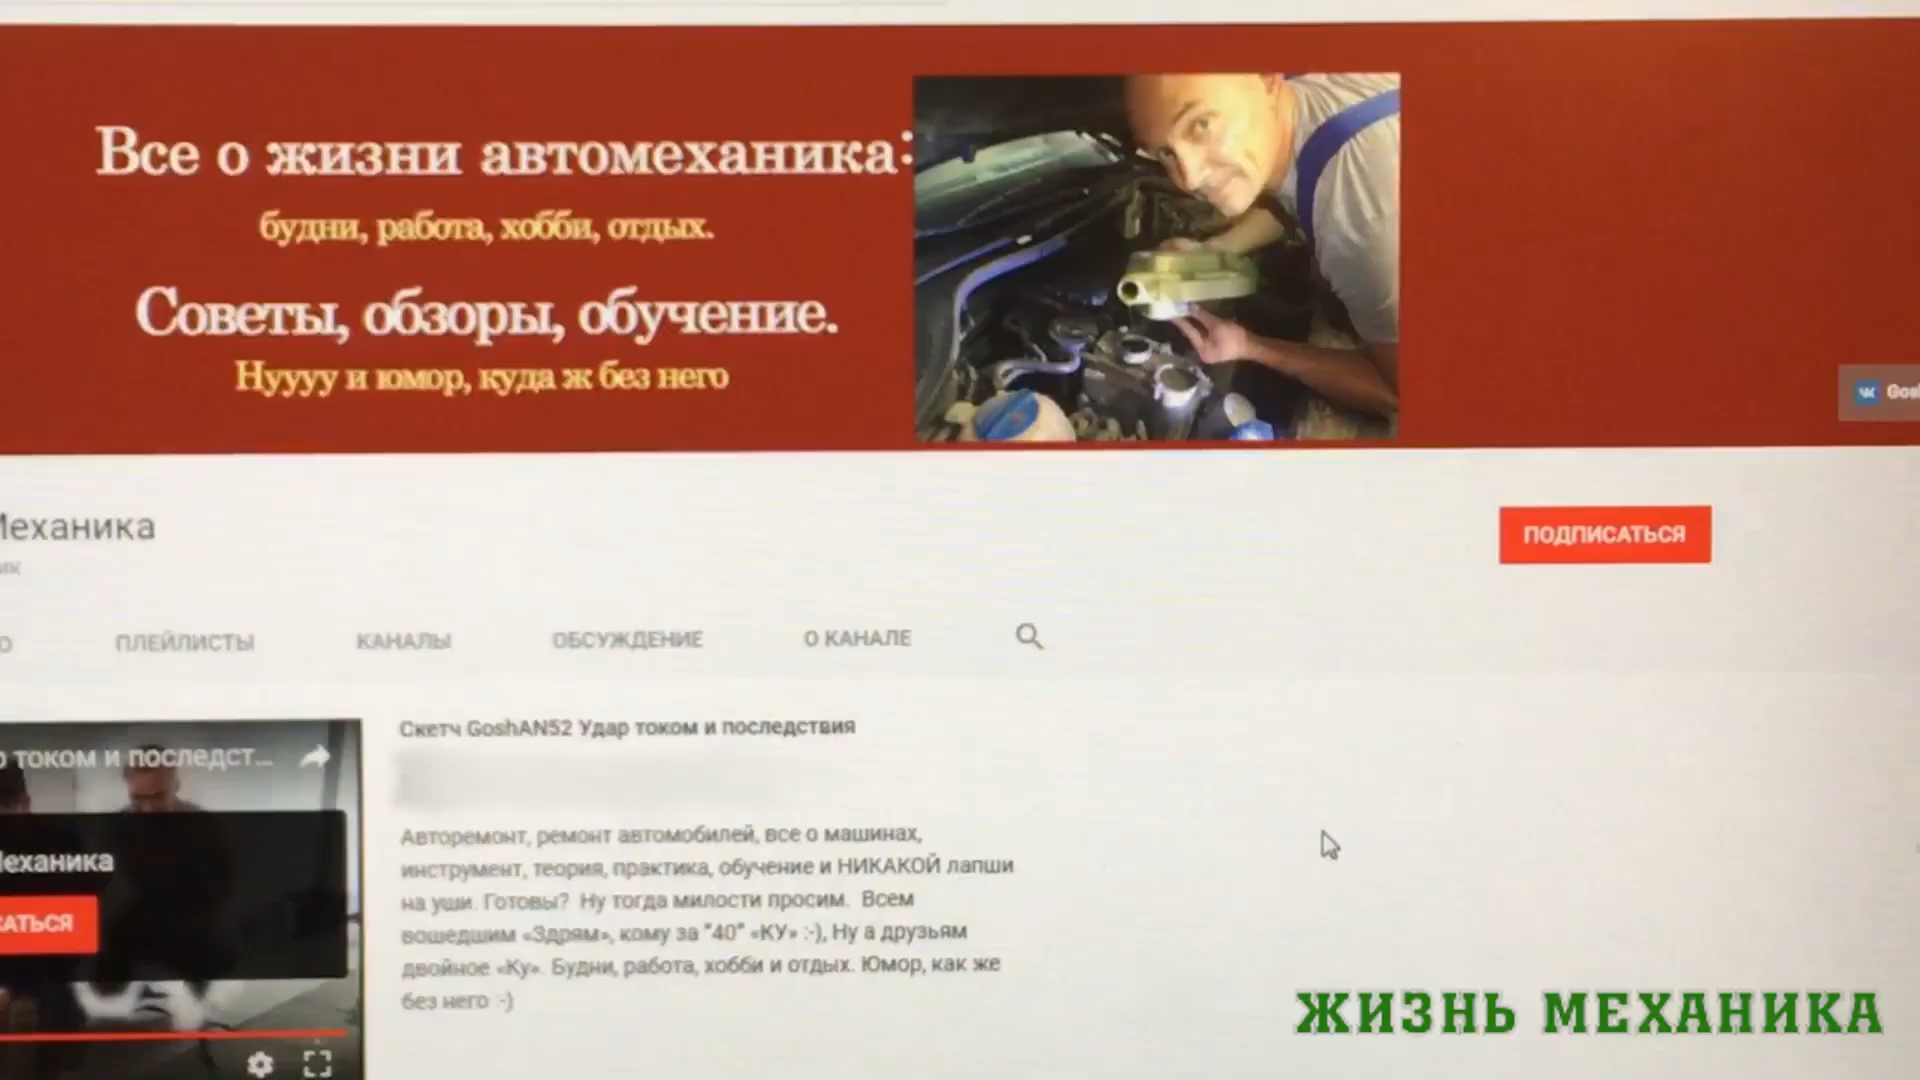 Все о жизни автомеханика:
будни, работа, хобби, отдых.
Советы, обзоры, обучение.
Нуууу и юмор, куда ж без него
Gosh
Механика
ик
ПОДПИСАТЬСЯ
О
ПЛЕЙЛИСТЫ
КАНАЛЫ
ОБСУЖДЕНИЕ
О КАНАЛЕ
р током и последст...
Механика
САТЬСЯ
Скетч GoshAN52 Удар током и последствия
Авторемонт, ремонт автомобилей, все о машинах,
инструмент, теория, практика, обучение и НИКАКОЙ лапши
на уши. Готовы? Ну тогда милости просим. Всем
вошедшим «Здрям», кому за "40" «КУ» :-), Ну а друзьям
двойное «Ку». Будни, работа, хобби и отдых. Юмор, как же
без него :-)
ЖИЗНЬ МЕХАНИКА